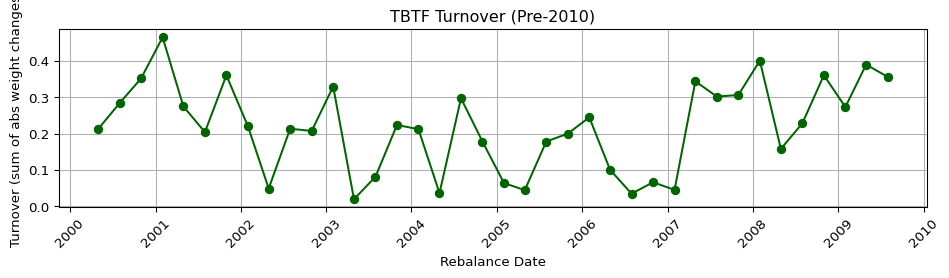 TBTF Turnover (Pre-2010)
Turnover (sum of abs weight changes
0.4
0.3
0.2
0.1
0.0
2000 2001 2002 2003 2004 2005 2006 2007 2008 2009 2010
Rebalance Date